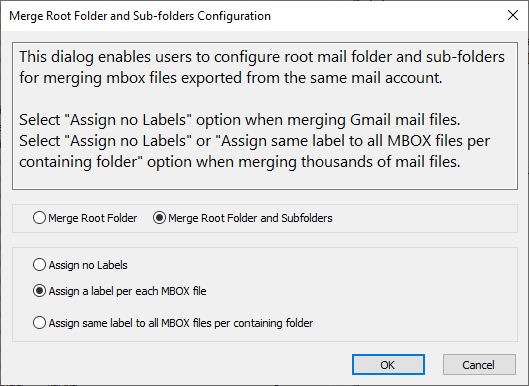 Merge Root Folder and Sub-folders Configuration
This dialog enables users to configure root mail folder and sub-folders
for merging mbox files exported from the same mail account.
Select "Assign no Labels" option when merging Gmail mail files.
Select "Assign no Labels" or "Assign same label to all MBOX files per
containing folder" option when merging thousands of mail files.
Merge Root Folder Merge Root Folder and Subfolders
Assign no Labels
Assign a label per each MBOX file
Assign same label to all MBOX files per containing folder
OK Cancel